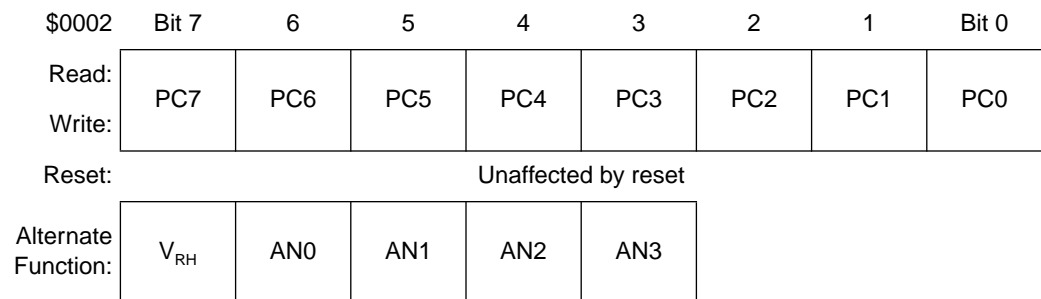 $0002 Bit 7 6 5 4 3 2 1 Bit 0
Read:
PC7 PC6 PC5 PC4 PC3 PC2 PC1 PC0
Write:
Reset: Unaffected by reset
Alternate
Function: VRH AN0 AN1 AN2 AN3